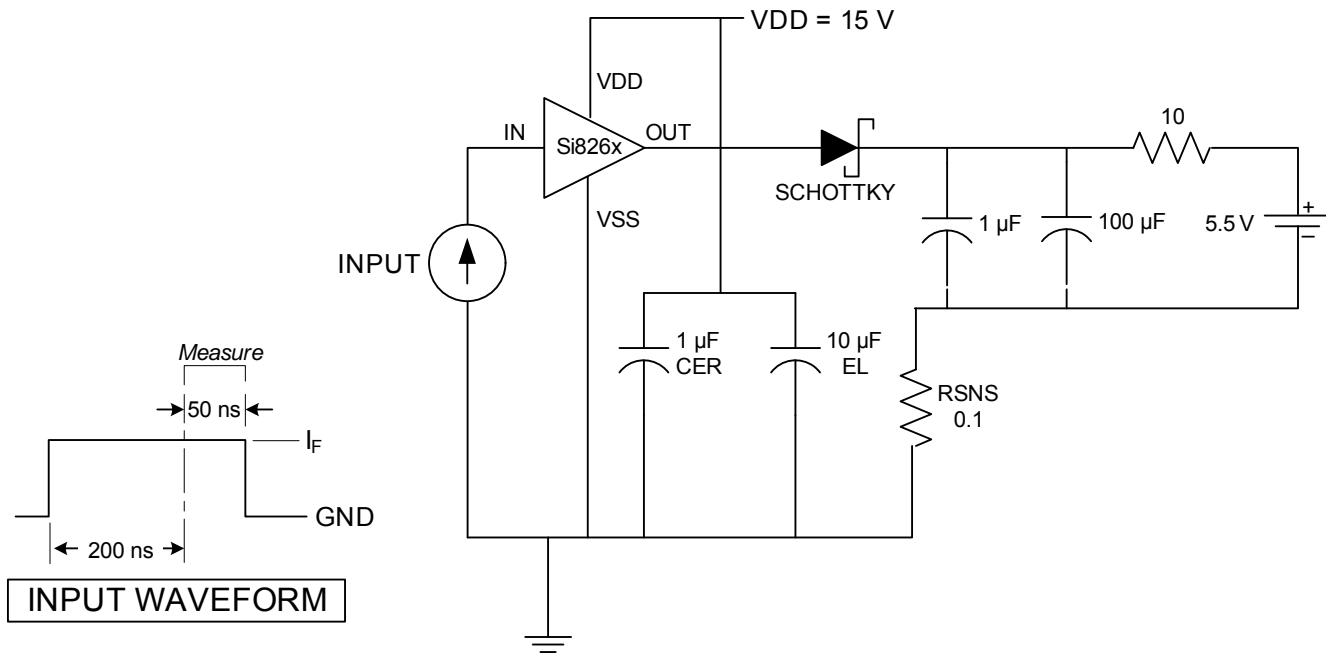 VDD = 15 V
VDD
10
IN
Si826x
OUT
SCHOTTKY
VSS
1 µF
100 µF
5.5 V
+
–
INPUT
1 µF
CER
10 µF
EL
RSNS
0.1
Measure
50 ns
IF
GND
200 ns
INPUT WAVEFORM